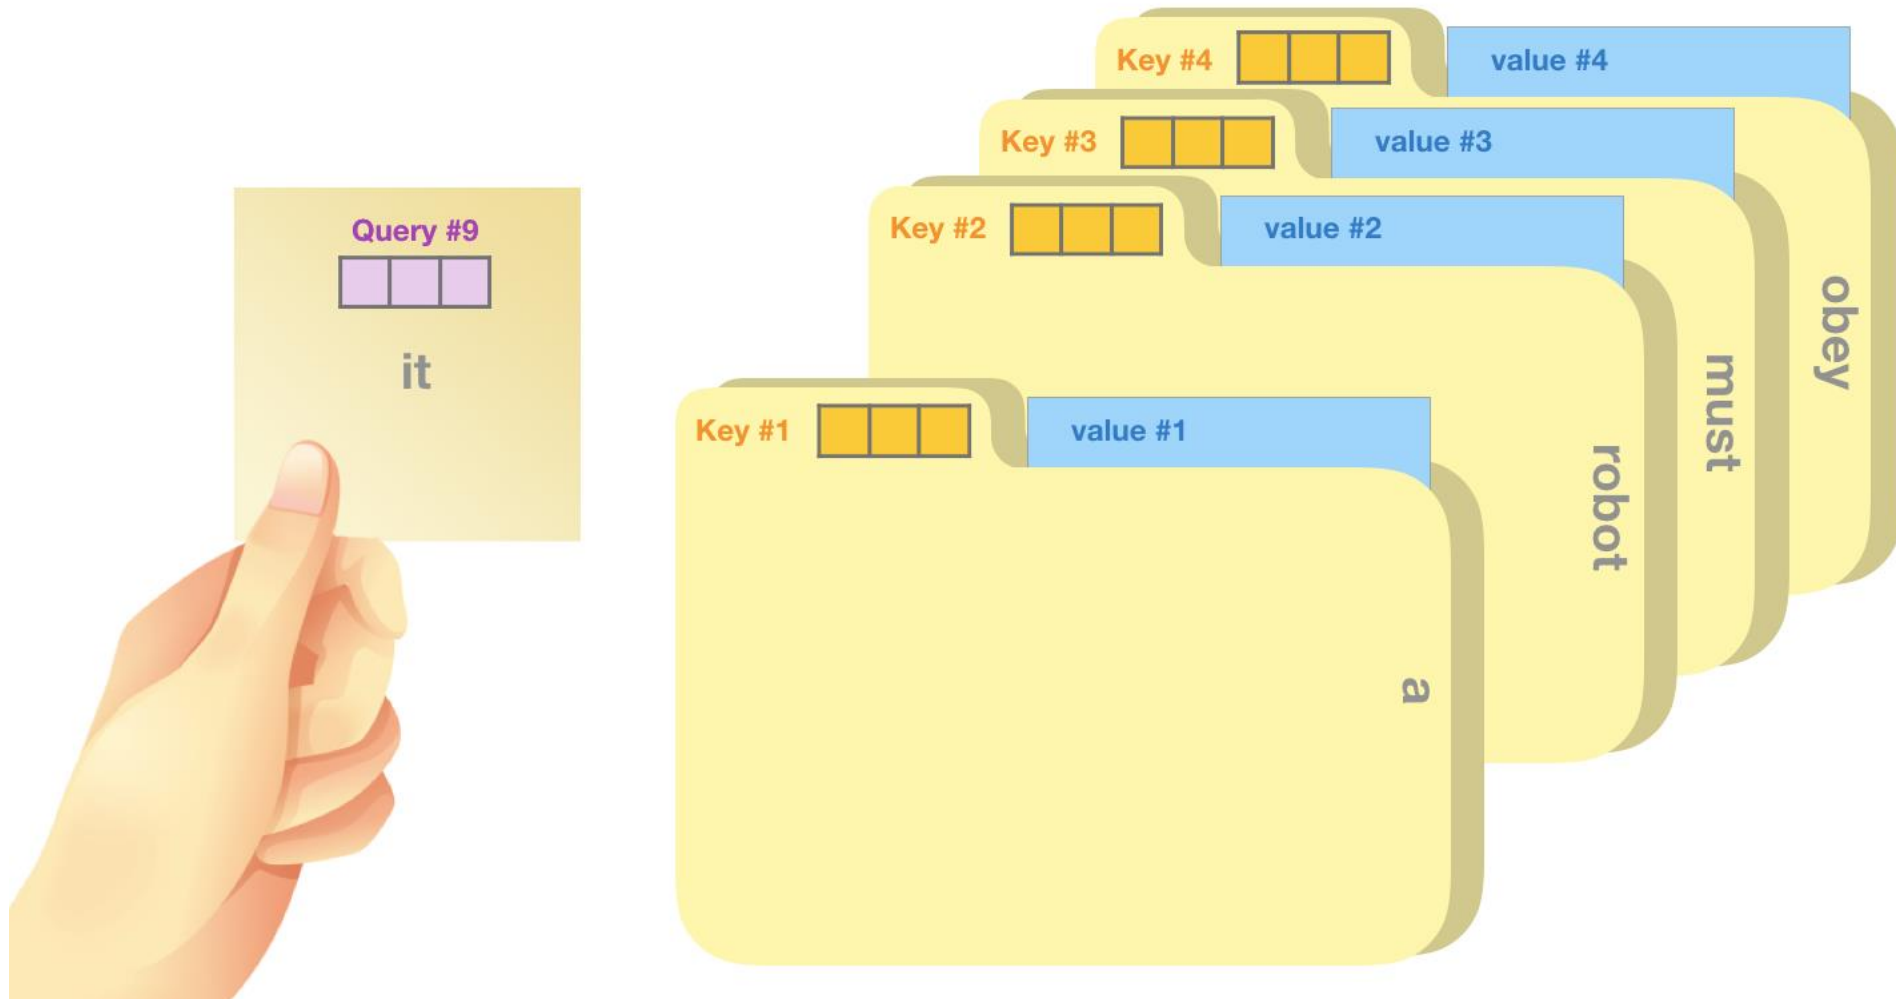 Query #9
it
Key #4 value #4
obey
Key #3 value #3
must
Key #2 value #2
robot
Key #1 value #1
a